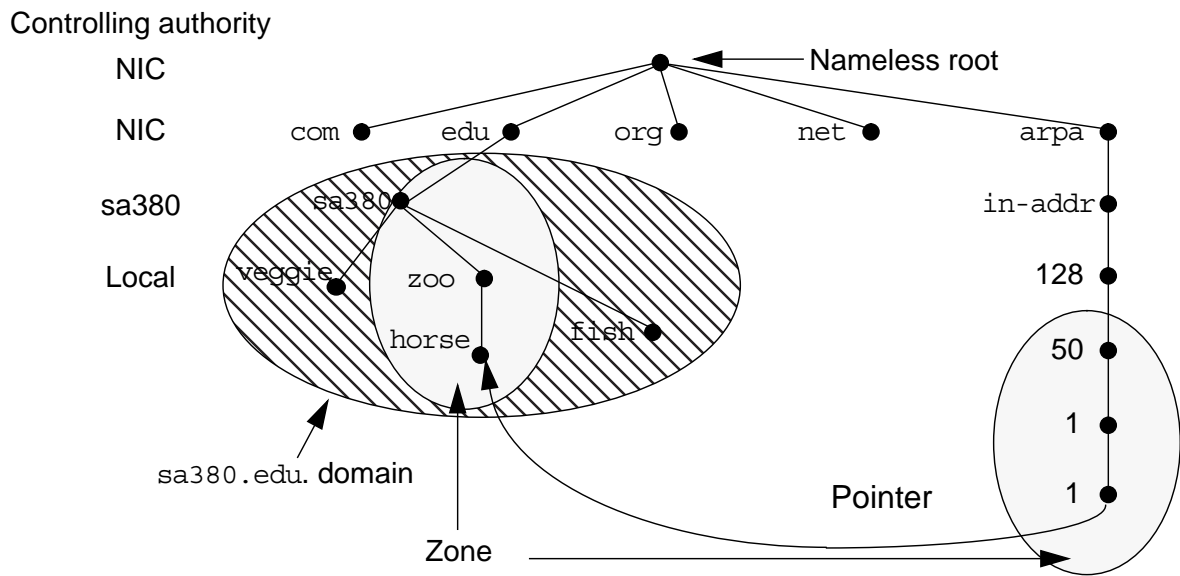 Controlling authority
NIC
Nameless root
NIC
com
edu
org
net
arpa
sa380
sa380
in-addr
Local
veggie
zoo
128
horse
fish
50
1
sa380.edu. domain
1
Pointer
Zone